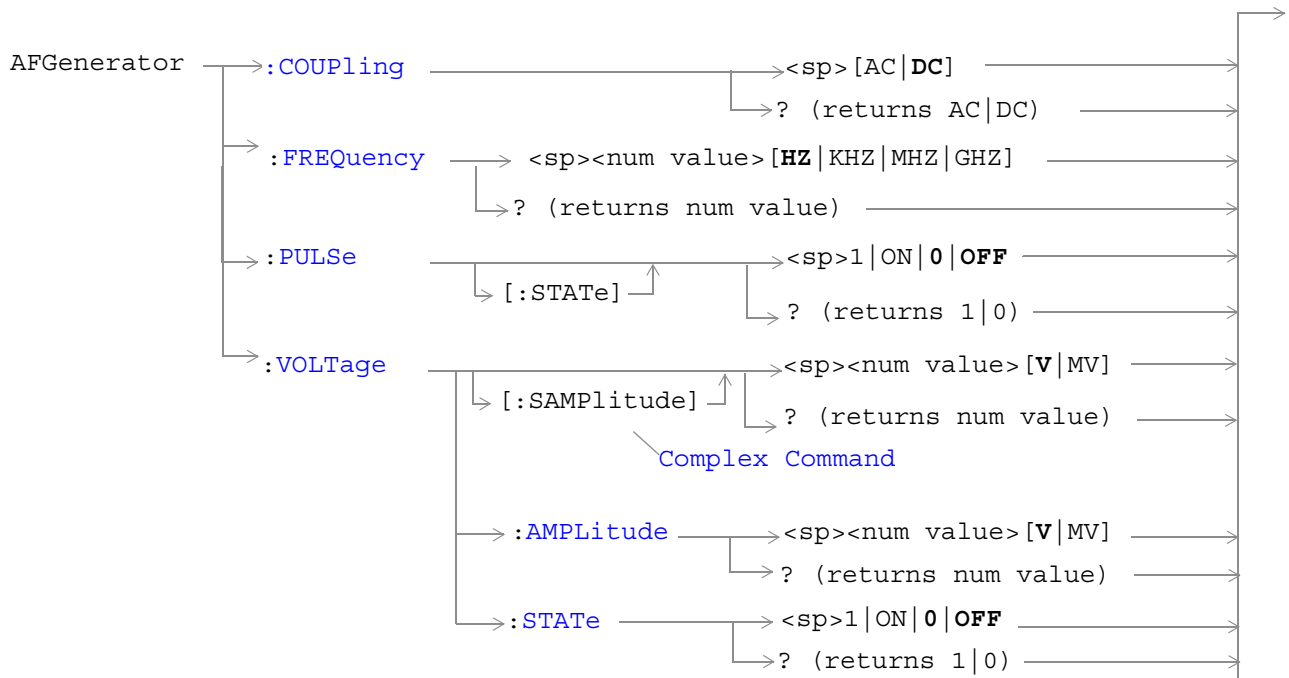 AFGenerator :COUPling <sp>[AC|DC]
? (returns AC|DC)
:FREQuency <sp><num value>[HZ|KHZ|MHZ|GHZ]
? (returns num value)
:PULSe <sp>1|ON|0|OFF
[:STATe]
? (returns 1|0)
:VOLTage <sp><num value>[V|MV]
[:SAMPlitude]
? (returns num value)
Complex Command
:AMPLitude <sp><num value>[V|MV]
? (returns num value)
:STATe <sp>1|ON|0|OFF
? (returns 1|0)